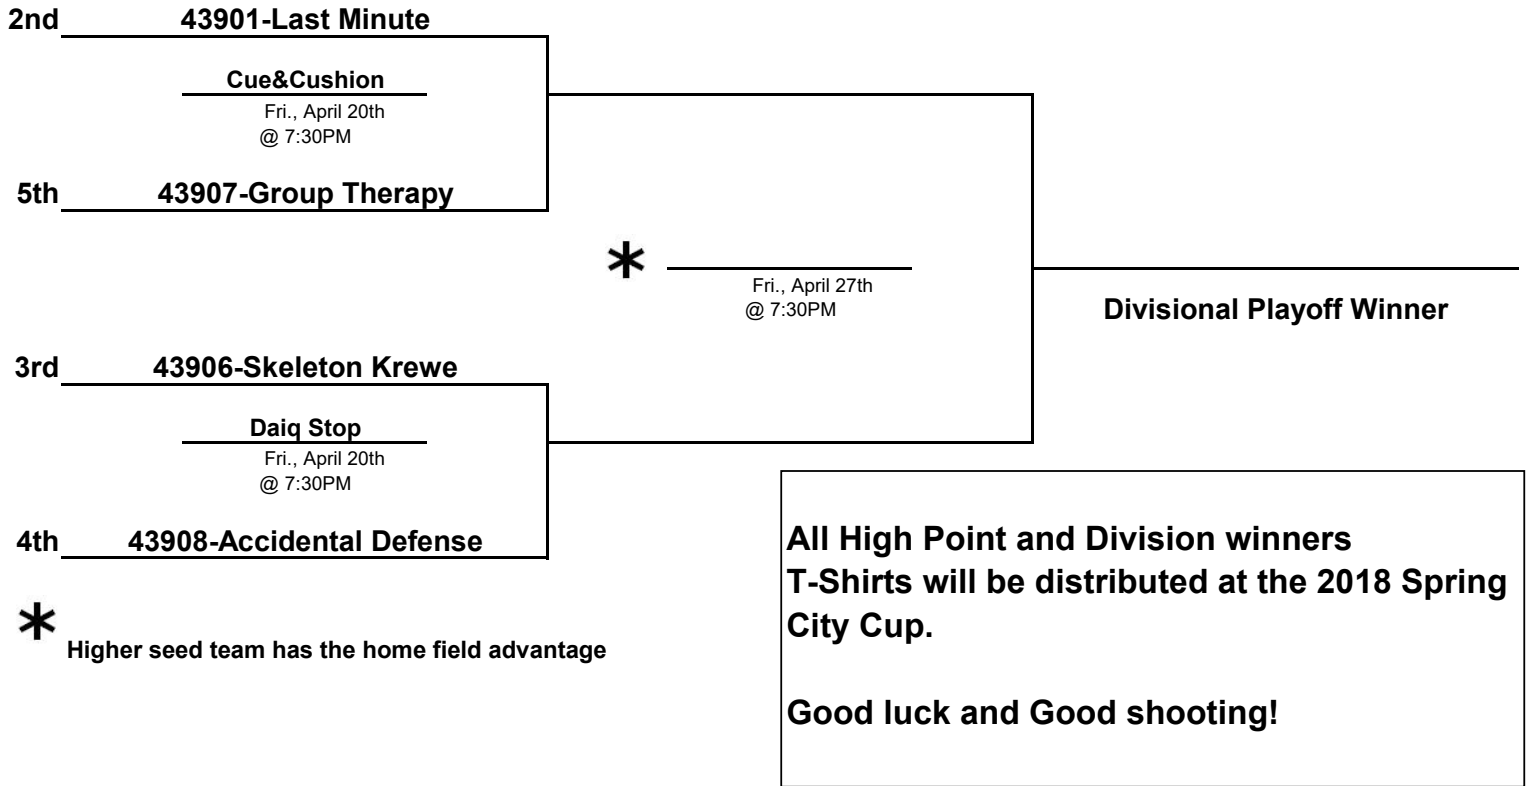 2nd 43901-Last Minute
Cue&Cushion
Fri., April 20th
@ 7:30PM
5th 43907-Group Therapy
*
Fri., April 27th
@ 7:30PM
Divisional Playoff Winner
3rd 43906-Skeleton Krewe
Daiq Stop
Fri., April 20th
@ 7:30PM
4th 43908-Accidental Defense
* Higher seed team has the home field advantage
All High Point and Division winners
T-Shirts will be distributed at the 2018 Spring
City Cup.
Good luck and Good shooting!